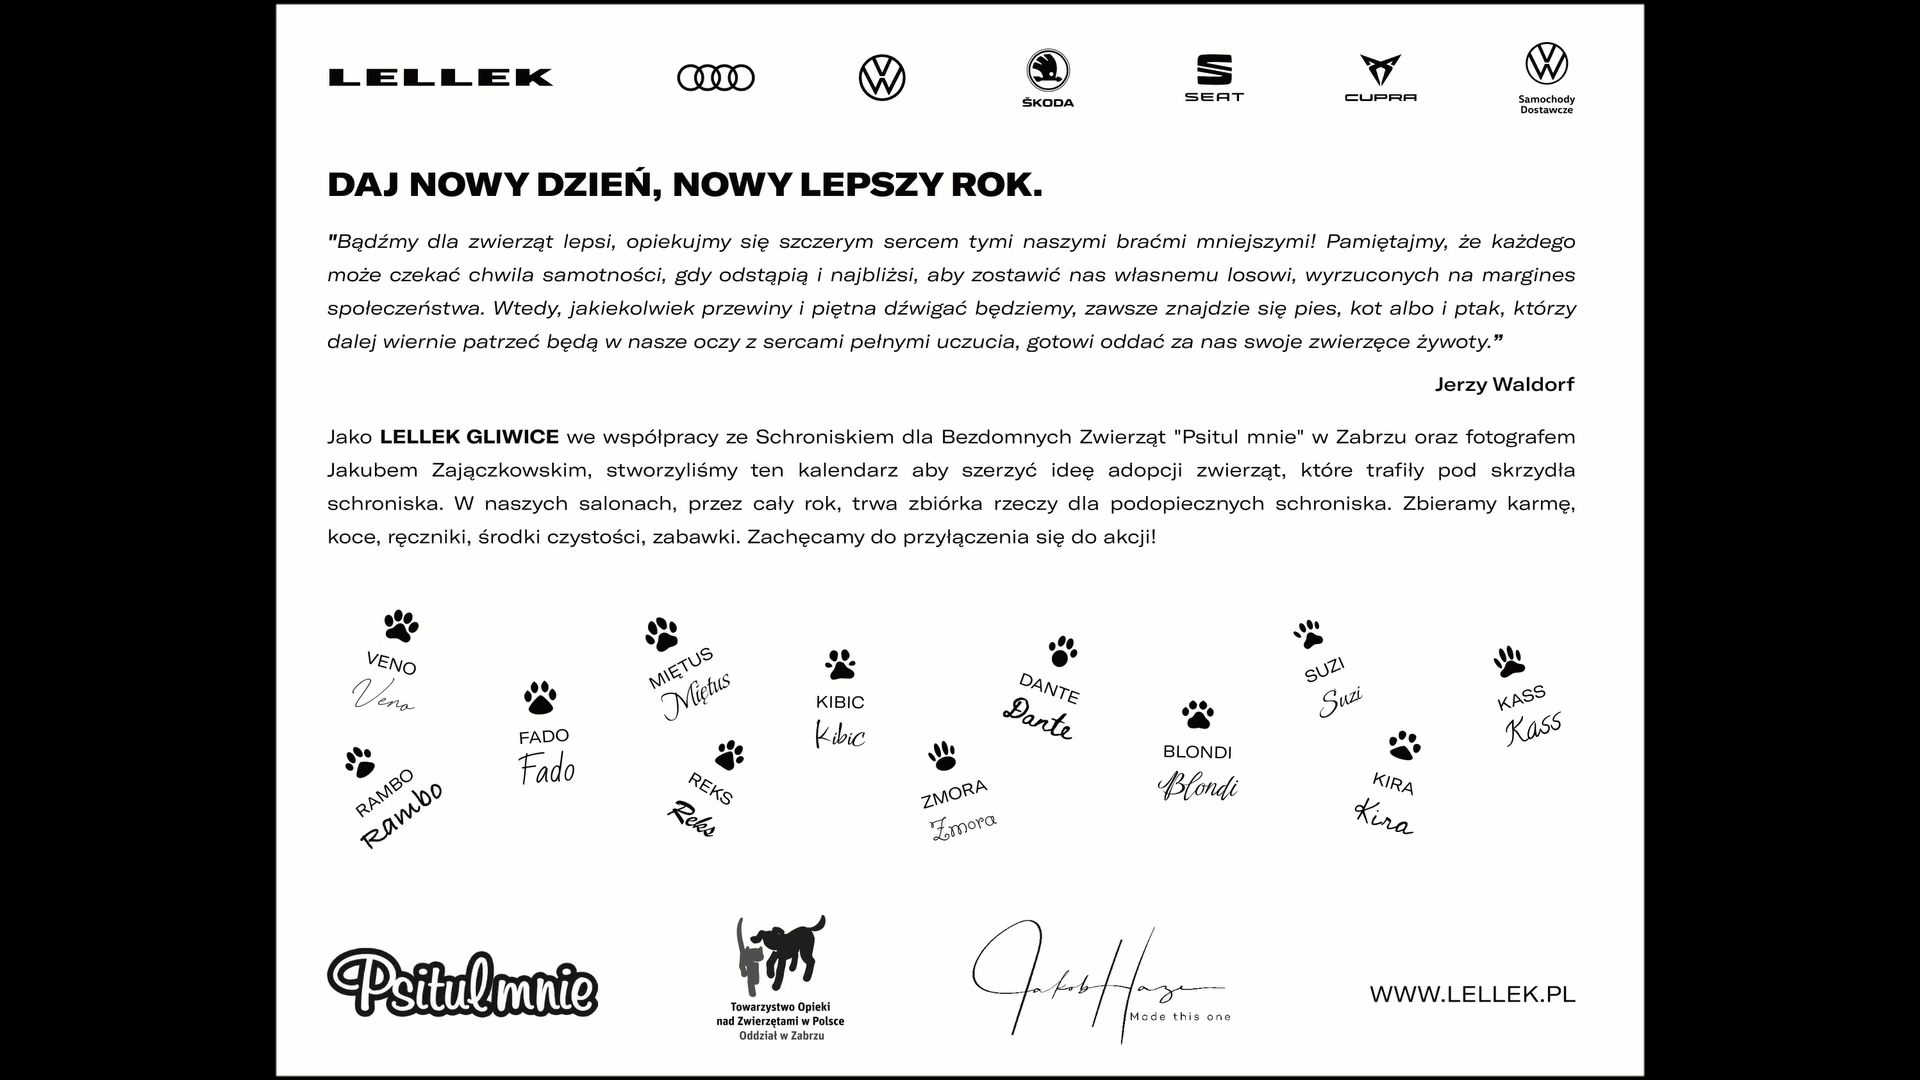 LELLEK
ŠKODA
SEAT
CUPRA
Samochody
Dostawcze
DAJ NOWY DZIEŃ, NOWY LEPSZY ROK.
"Bądźmy dla zwierząt lepsi, opiekujmy się szczerym sercem tymi naszymi braćmi mniejszymi! Pamiętajmy, że każdego
może czekać chwila samotności, gdy odstąpią i najbliżsi, aby zostawić nas własnemu losowi, wyrzuconych na margines
społeczeństwa. Wtedy, jakiekolwiek przewiny i piętna dźwigać będziemy, zawsze znajdzie się pies, kot albo i ptak, którzy
dalej wiernie patrzeć będą w nasze oczy z sercami pełnymi uczucia, gotowi oddać za nas swoje zwierzęce żywoty."
Jerzy Waldorf
Jako LELLEK GLIWICE we współpracy ze Schroniskiem dla Bezdomnych Zwierząt "Psitul mnie" w Zabrzu oraz fotografem
Jakubem Zajączkowskim, stworzyliśmy ten kalendarz aby szerzyć ideę adopcji zwierząt, które trafiły pod skrzydła
schroniska. W naszych salonach, przez cały rok, trwa zbiórka rzeczy dla podopiecznych schroniska. Zbieramy karmę,
koce, ręczniki, środki czystości, zabawki. Zachęcamy do przyłączenia się do akcji!
VENO
Veno
RAMBO
Rambo
FADO
Fado
MIĘTUS
Miętus
REKS
Reks
KIBIC
Kibic
ZMORA
Zmora
DANTE
Dante
BLONDI
Blondi
SUZI
Suzi
KIRA
Kira
KASS
Kass
Psitul mnie
Towarzystwo Opieki
nad Zwierzętami w Polsce
Oddział w Zabrzu
Jakob Haze
Made this one
WWW.LELLEK.PL